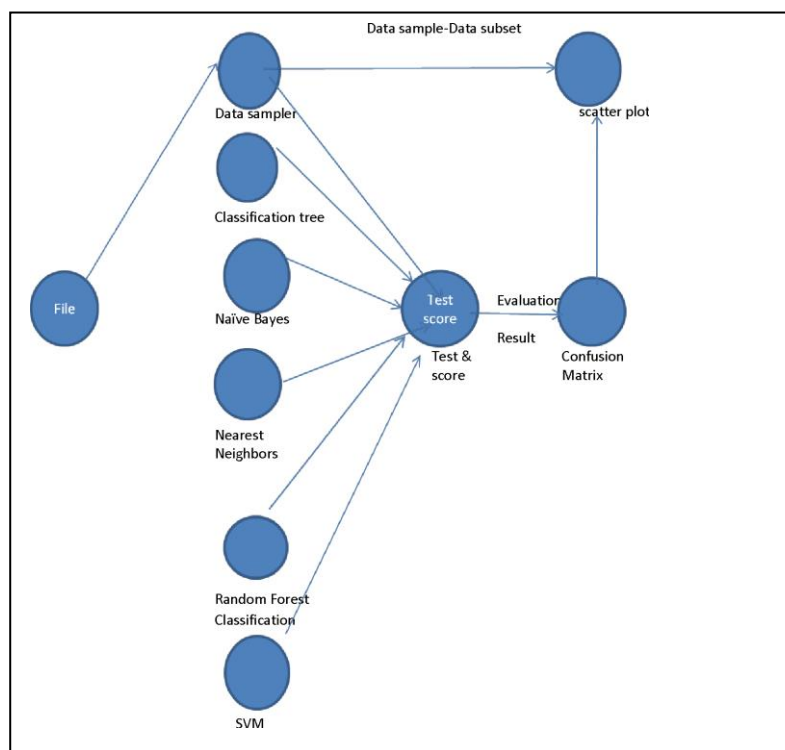 Data sample-Data subset
Data sampler
scatter plot
Classification tree
File
Naïve Bayes
Test
score
Test &
score
Evaluation
Result
Confusion
Matrix
Nearest
Neighbors
Random Forest
Classification
SVM